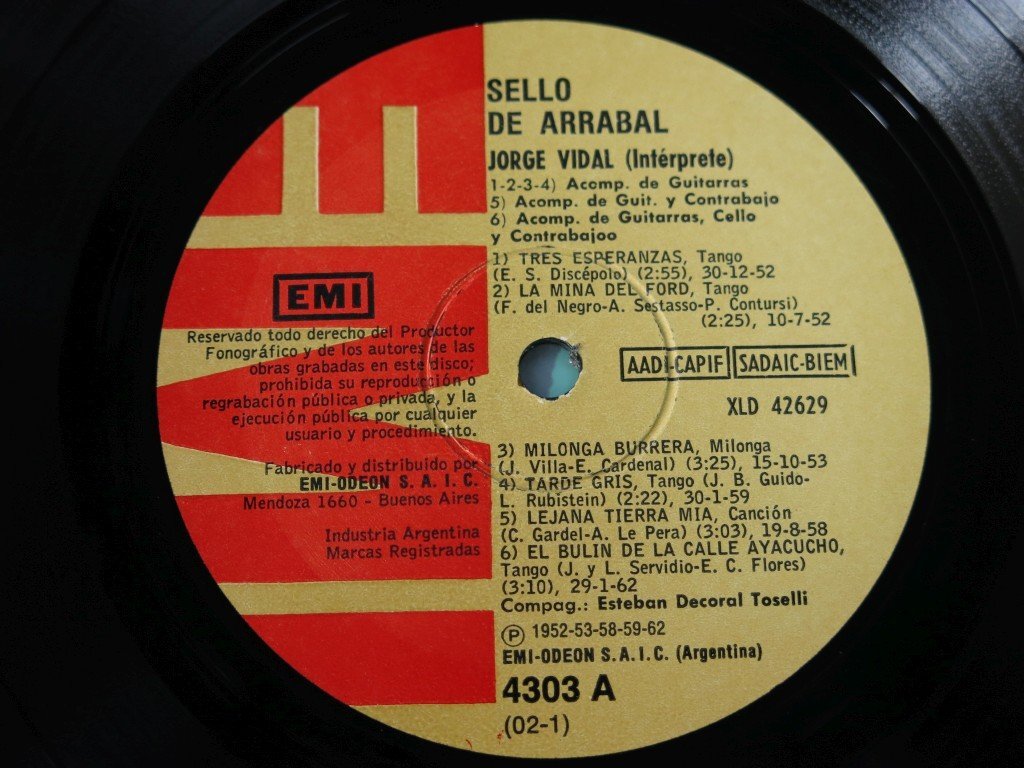 SELLO
DE ARRABAL
JORGE VIDAL (Intérprete)
1-2-3-4) Acomp. de Guitarras
5) Acomp. de Guit. y Contrabajo
6) Acomp. de Guitarras, Cello
y Contrabajoo
1) TRES ESPERANZAS, Tango
(E. S. Discépolo) (2:55), 30-12-52
2) LA MINA DEL FORD, Tango
(F. del Negro-A. Sestasso-P. Contursi)
(2:25), 10-7-52
EMI
Reservado todo derecho del Productor
Fonográfico y de los autores de las
obras grabadas en este disco;
prohibida su reproducción o
regrabación pública o privada, y la
ejecución pública por cualquier
usuario y procedimiento.
Fabricado y distribuido por
EMI-ODEON S. A. I. C.
Mendoza 1660 - Buenos Aires
Industria Argentina
Marcas Registradas
AADI-CAPIF SADAIC-BIEM
XLD 42629
3) MILONGA BURRERA, Milonga
(J. Villa-E. Cardenal) (3:25), 15-10-53
4) TARDE GRIS, Tango (J. B. Guido-
L. Rubistein) (2:22), 30-1-59
5) LEJANA TIERRA MIA, Canción
(C. Gardel-A. Le Pera) (3:03), 19-8-58
6) EL BULIN DE LA CALLE AYACUCHO,
Tango (J. y L. Servidio-E. C. Flores)
(3:10), 29-1-62
Compag.: Esteban Decoral Toselli
Ⓟ 1952-53-58-59-62
EMI-ODEON S.A.I.C. (Argentina)
4303 A
(02-1)